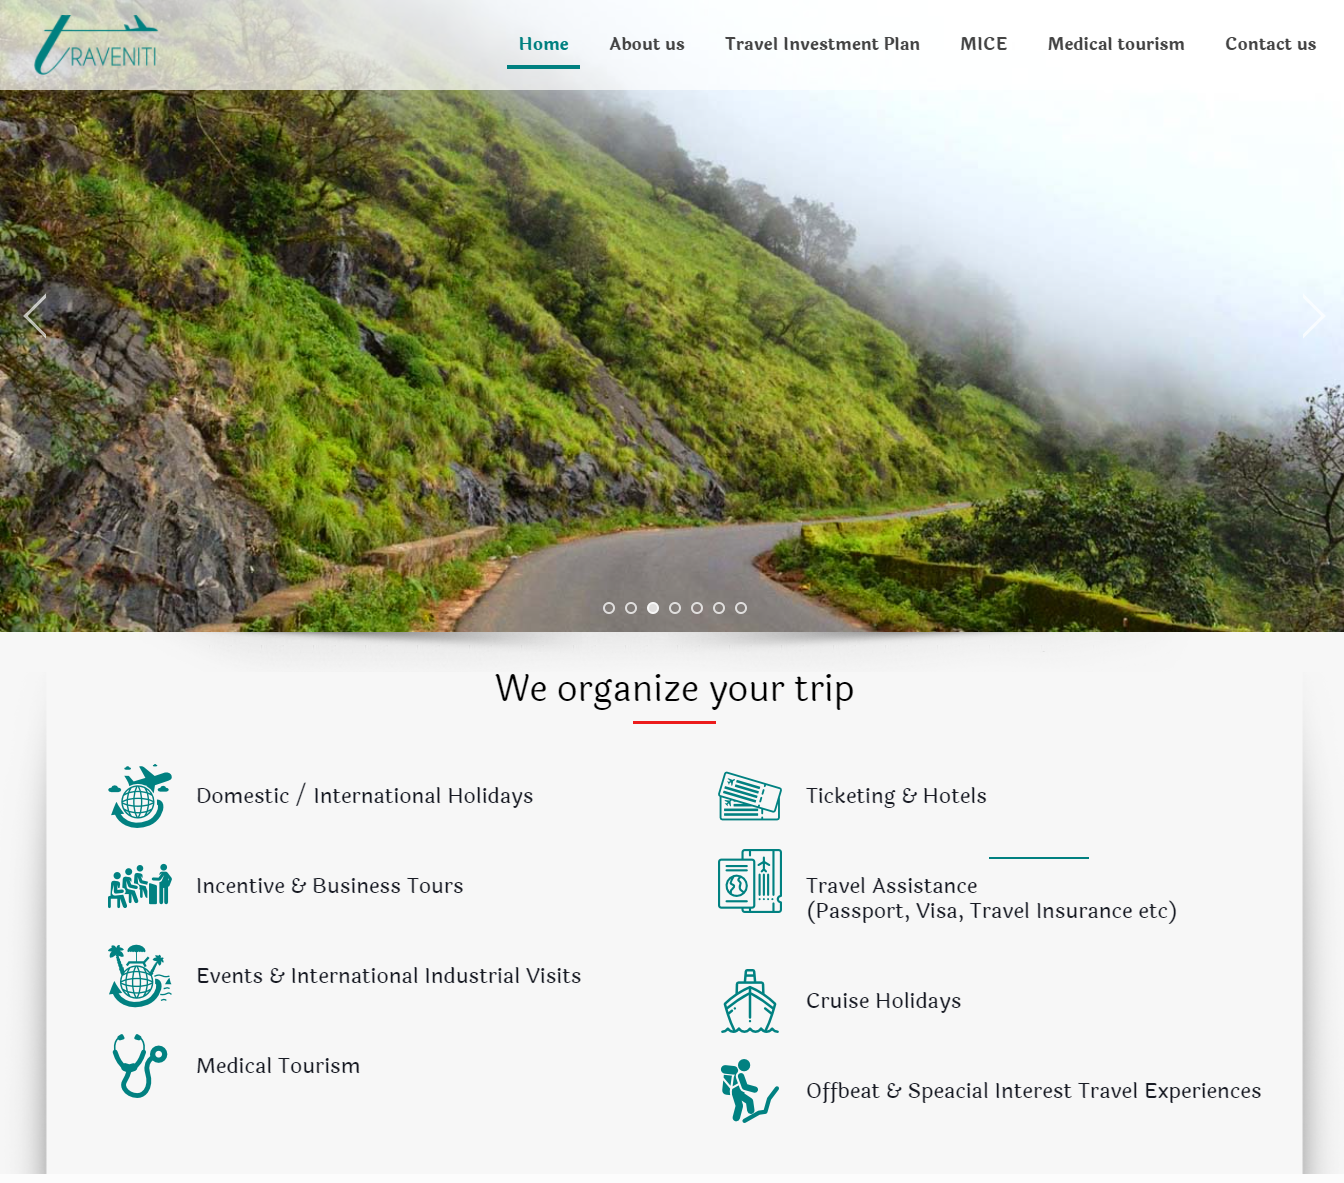 tRAVENITI
Home About us Travel Investment Plan MICE Medical tourism Contact us
We organize your trip
Domestic / International Holidays
Incentive & Business Tours
Events & International Industrial Visits
Medical Tourism
Ticketing & Hotels
Travel Assistance
(Passport, Visa, Travel Insurance etc)
Cruise Holidays
Offbeat & Speacial Interest Travel Experiences